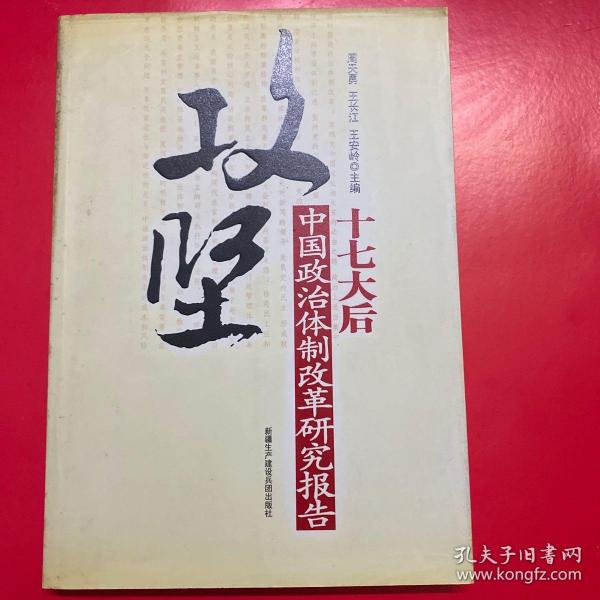 攻坚
周天勇 王长江 王安岭◎主编
十七大后
中国政治体制改革研究报告
新疆生产建设兵团出版社
孔夫子旧书网
www.kongfz.com